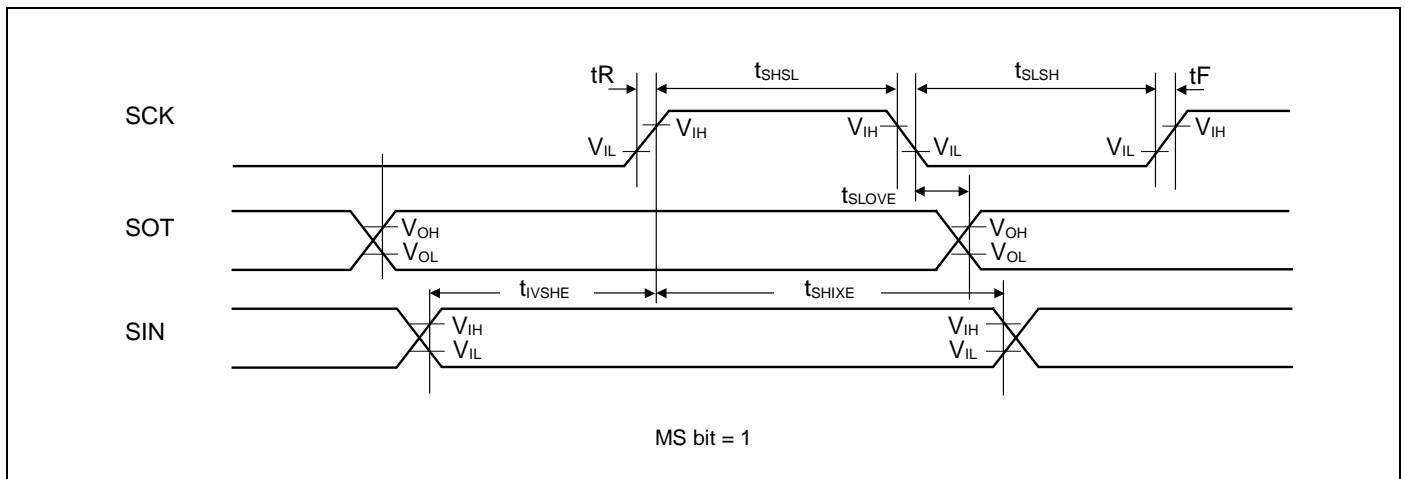 tR tSHSL tSLSH tF
SCK
VIH VIH VIH
VIL VIL VIL
tSLOVE
SOT
VOH VOH
VOL VOL
tIVSHE tSHIXE
SIN
VIH VIH
VIL VIL
MS bit = 1